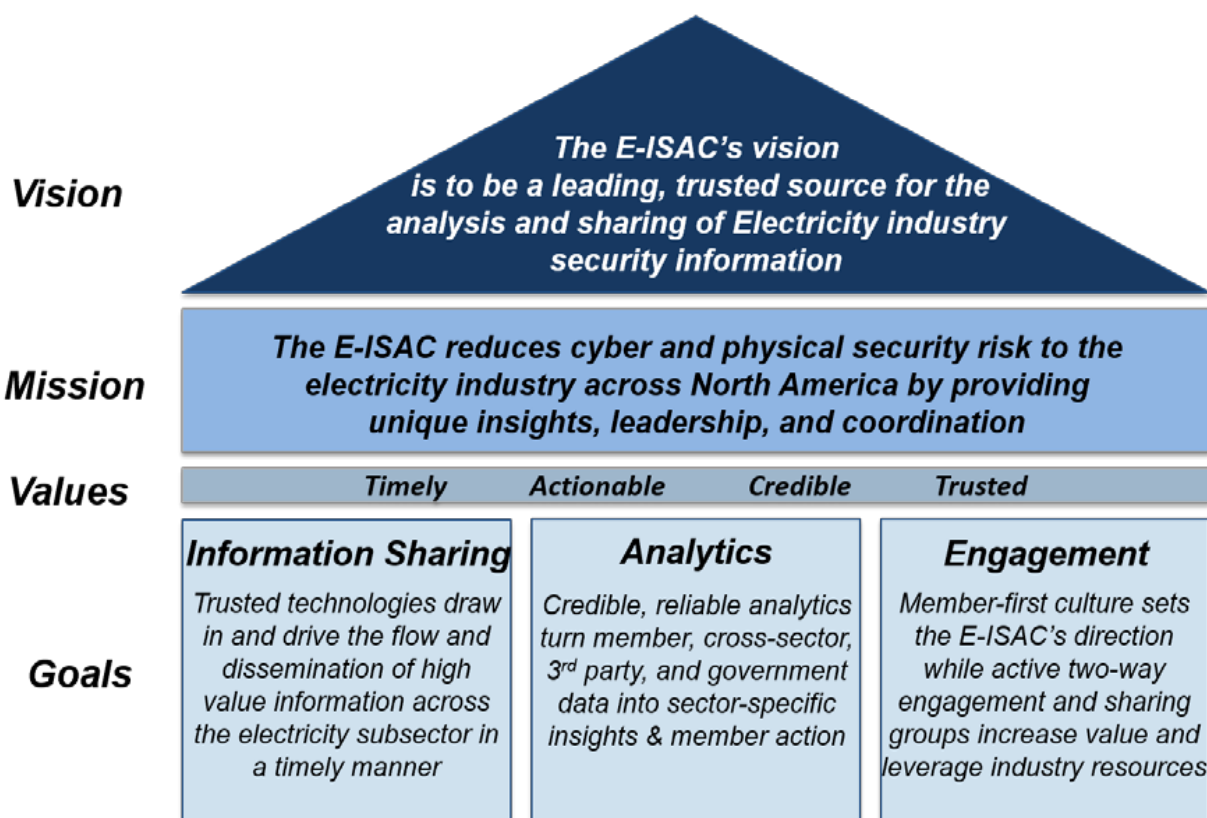 Vision
The E-ISAC's vision
is to be a leading, trusted source for the
analysis and sharing of Electricity industry
security information
Mission
The E-ISAC reduces cyber and physical security risk to the
electricity industry across North America by providing
unique insights, leadership, and coordination
Values
Timely Actionable Credible Trusted
Goals
Information Sharing
Trusted technologies draw
in and drive the flow and
dissemination of high
value information across
the electricity subsector in
a timely manner
Analytics
Credible, reliable analytics
turn member, cross-sector,
3rd party, and government
data into sector-specific
insights & member action
Engagement
Member-first culture sets
the E-ISAC's direction
while active two-way
engagement and sharing
groups increase value and
leverage industry resources